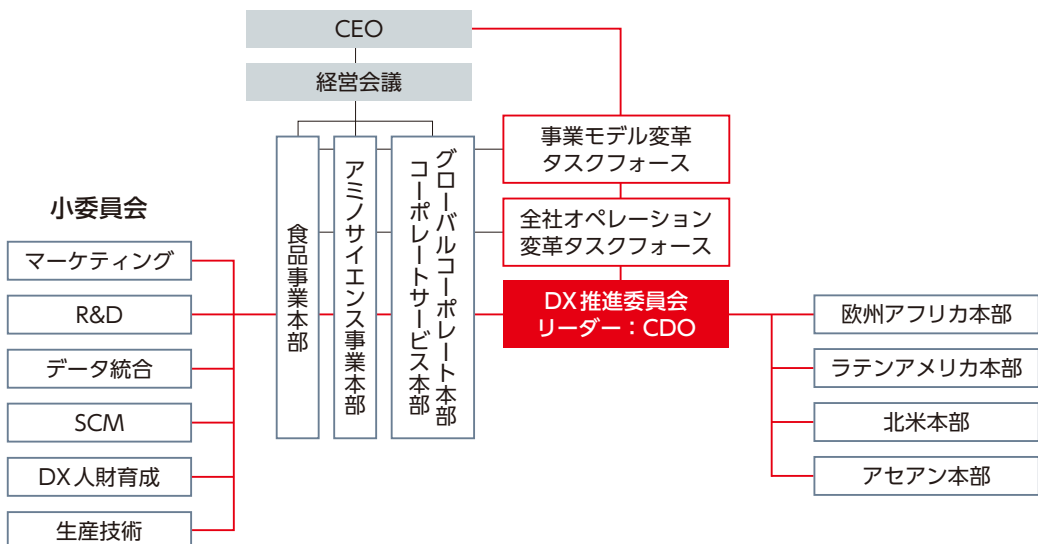 CEO
経営会議
事業モデル変革
タスクフォース
全社オペレーション
変革タスクフォース
DX推進委員会
リーダー：CDO
食品事業本部
アミノサイエンス事業本部
グローバルコーポレート本部
コーポレートサービス本部
小委員会
マーケティング
R&D
データ統合
SCM
DX人財育成
生産技術
欧州アフリカ本部
ラテンアメリカ本部
北米本部
アセアン本部